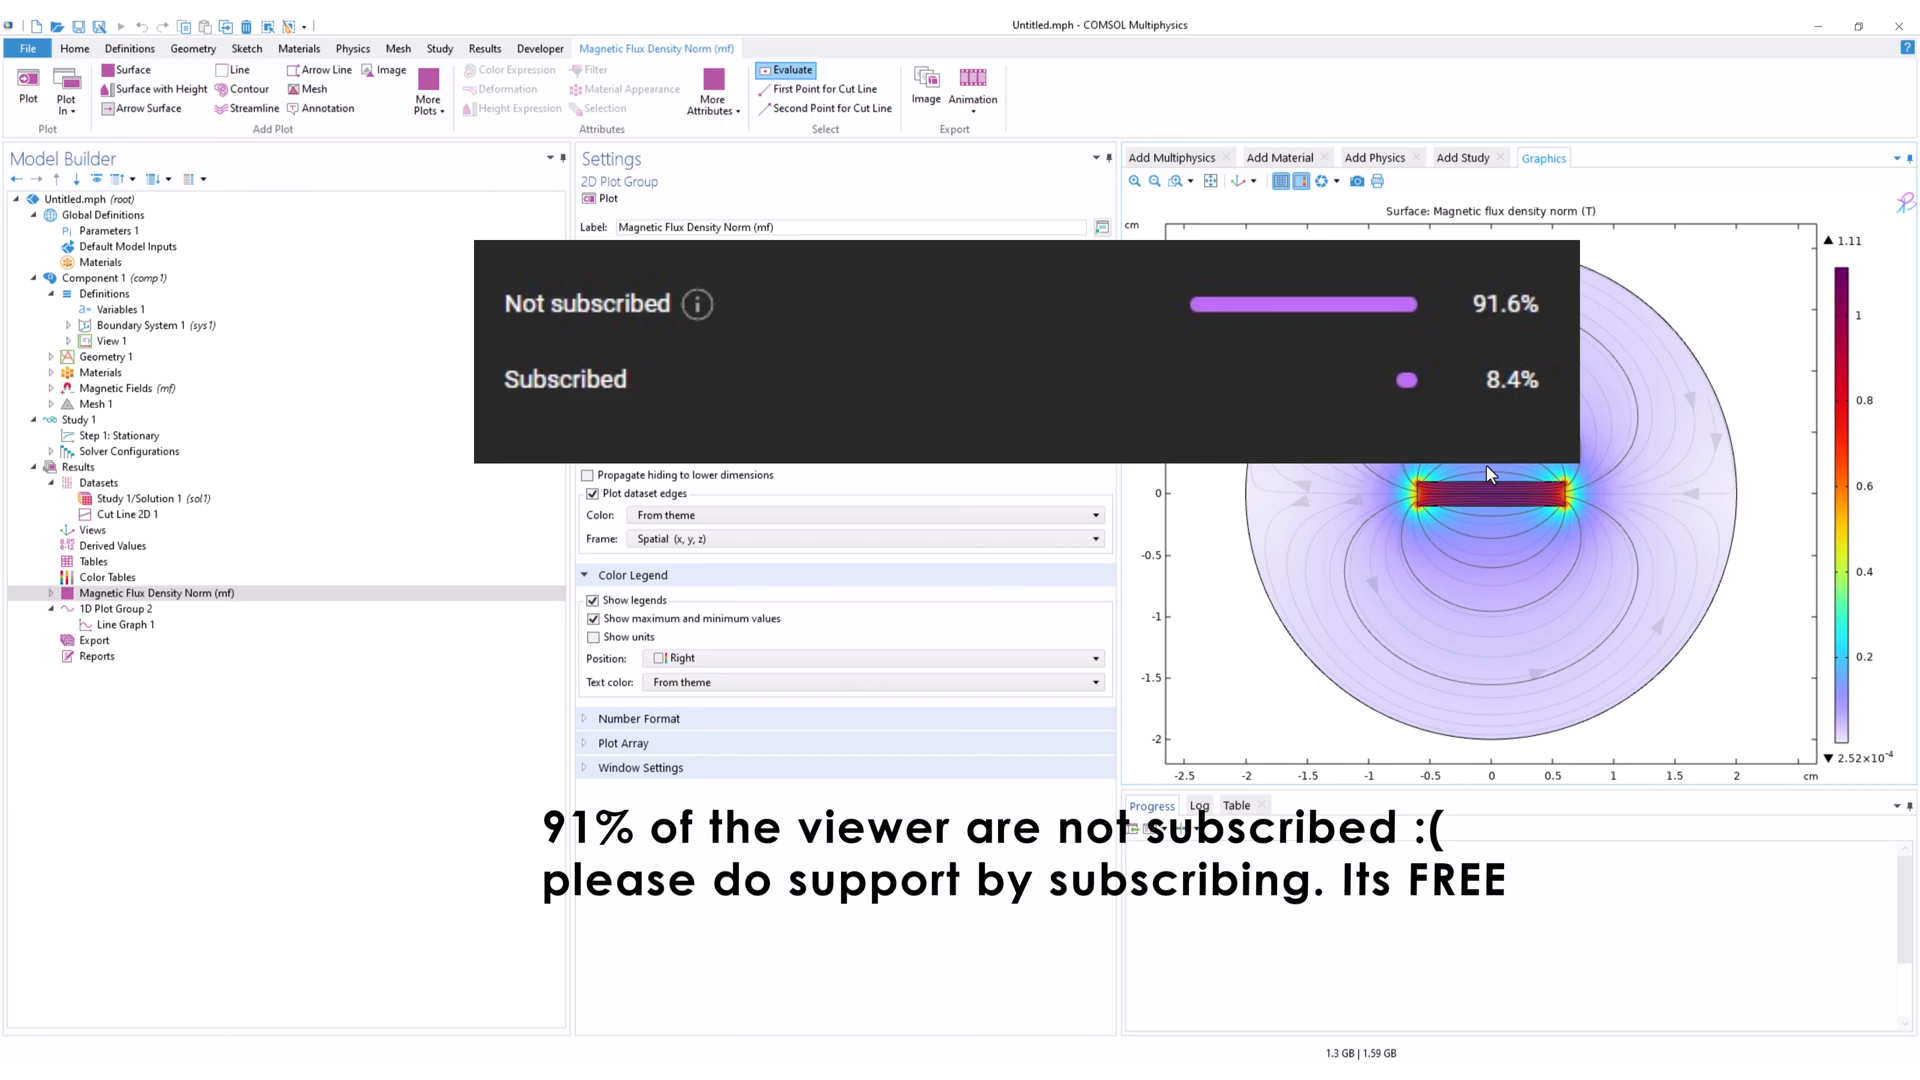 Untitled.mph - COMSOL Multiphysics
File Home Definitions Geometry Sketch Materials Physics Mesh Study Results Developer Magnetic Flux Density Norm (mf)
Plot
Plot In
Plot
Surface Line Arrow Line Image
Surface with Height Contour Mesh
Arrow Surface Streamline Annotation
More Plots
Add Plot
Color Expression Filter
Deformation Material Appearance
Height Expression Selection
More Attributes
Attributes
Evaluate
First Point for Cut Line
Second Point for Cut Line
Select
Image Animation
Export
Model Builder
Untitled.mph (root)
Global Definitions
Pi Parameters 1
Default Model Inputs
Materials
Component 1 (comp1)
Definitions
a= Variables 1
Boundary System 1 (sys1)
View 1
Geometry 1
Materials
Magnetic Fields (mf)
Mesh 1
Study 1
Step 1: Stationary
Solver Configurations
Results
Datasets
Study 1/Solution 1 (sol1)
Cut Line 2D 1
Views
Derived Values
Tables
Color Tables
Magnetic Flux Density Norm (mf)
1D Plot Group 2
Line Graph 1
Export
Reports
Settings
2D Plot Group
Plot
Label: Magnetic Flux Density Norm (mf)
Not subscribed 91.6%
Subscribed 8.4%
Propagate hiding to lower dimensions
Plot dataset edges
Color: From theme
Frame: Spatial (x, y, z)
Color Legend
Show legends
Show maximum and minimum values
Show units
Position: Right
Text color: From theme
Number Format
Plot Array
Window Settings
Add Multiphysics Add Material Add Physics Add Study Graphics
Surface: Magnetic flux density norm (T)
cm
0
-0.5
-1
-1.5
-2
-2.5 -2 -1.5 -1 -0.5 0 0.5 1 1.5 2 cm
1.11
1
0.8
0.6
0.4
0.2
2.52×10-4
Progress Log Table
91% of the viewer are not subscribed :(
please do support by subscribing. Its FREE
1.3 GB | 1.59 GB